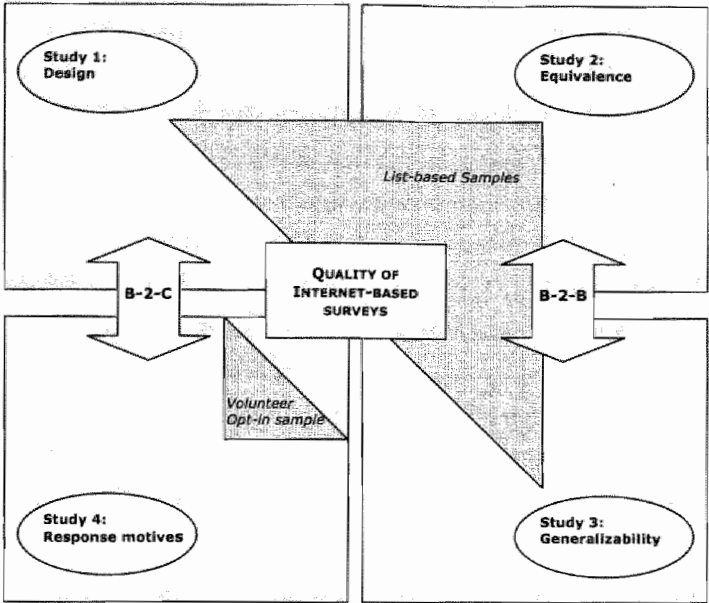 Study 1:
Design
Study 2:
Equivalence
List-based Samples
B-2-C
QUALITY OF
INTERNET-BASED
SURVEYS
B-2-B
Volunteer
Opt-in sample
Study 4:
Response motives
Study 3:
Generalizability